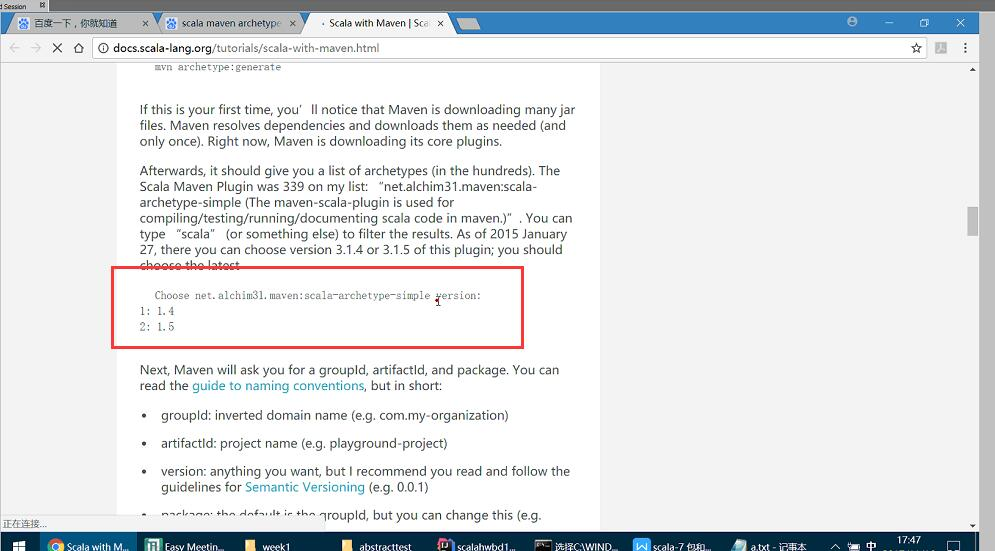 d Session
百度一下，你就知道
scala maven archetype
Scala with Maven | Scal
docs.scala-lang.org/tutorials/scala-with-maven.html
mvn archetype:generate
If this is your first time, you'll notice that Maven is downloading many jar
files. Maven resolves dependencies and downloads them as needed (and
only once). Right now, Maven is downloading its core plugins.
Afterwards, it should give you a list of archetypes (in the hundreds). The
Scala Maven Plugin was 339 on my list: “net.alchim31.maven:scala-
archetype-simple (The maven-scala-plugin is used for
compiling/testing/running/documenting scala code in maven.)”. You can
type “scala” (or something else) to filter the results. As of 2015 January
27, there you can choose version 3.1.4 or 3.1.5 of this plugin; you should
choose the latest
Choose net.alchim31.maven:scala-archetype-simple version:
1: 1.4
2: 1.5
Next, Maven will ask you for a groupId, artifactId, and package. You can
read the guide to naming conventions, but in short:
• groupId: inverted domain name (e.g. com.my-organization)
• artifactId: project name (e.g. playground-project)
• version: anything you want, but I recommend you read and follow the
guidelines for Semantic Versioning (e.g. 0.0.1)
• package: the default is the groupId, but you can change this (e.g.
正在连接...
Scala with M...
Easy Meetin...
week1
abstracttest
scalahwbd1...
选择C:\WIND...
scala-7 包和...
a.txt - 记事本
中
17:47